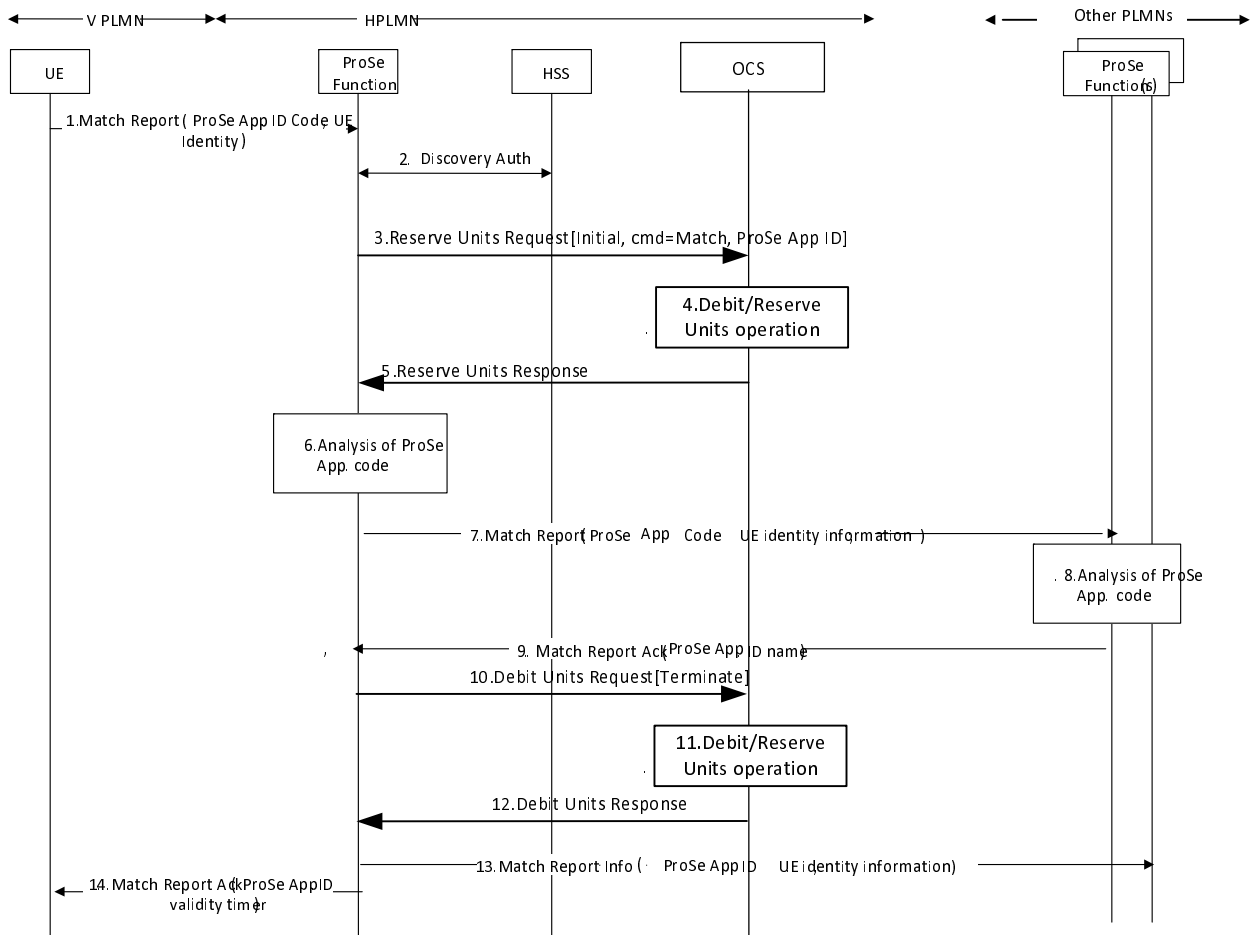 V PLMN
HPLMN
Other PLMNs
UE
ProSe
Function
HSS
OCS
ProSe
Function(s)
1.Match Report ( ProSe App ID Code, UE
Identity )
2. Discovery Auth
3.Reserve Units Request[Initial, cmd=Match, ProSe App ID]
4.Debit/Reserve
Units operation
5.Reserve Units Response
6.Analysis of ProSe
App. code
7..Match Report (ProSe App Code UE identity information, )
. 8.Analysis of ProSe
App. code
9.. Match Report Ack(ProSe App ID name)
10.Debit Units Request[Terminate]
11.Debit/Reserve
Units operation
12.Debit Units Response
13.Match Report Info ( ProSe App ID UE identity information)
14. Match Report Ack( ProSe App ID,
validity timer)